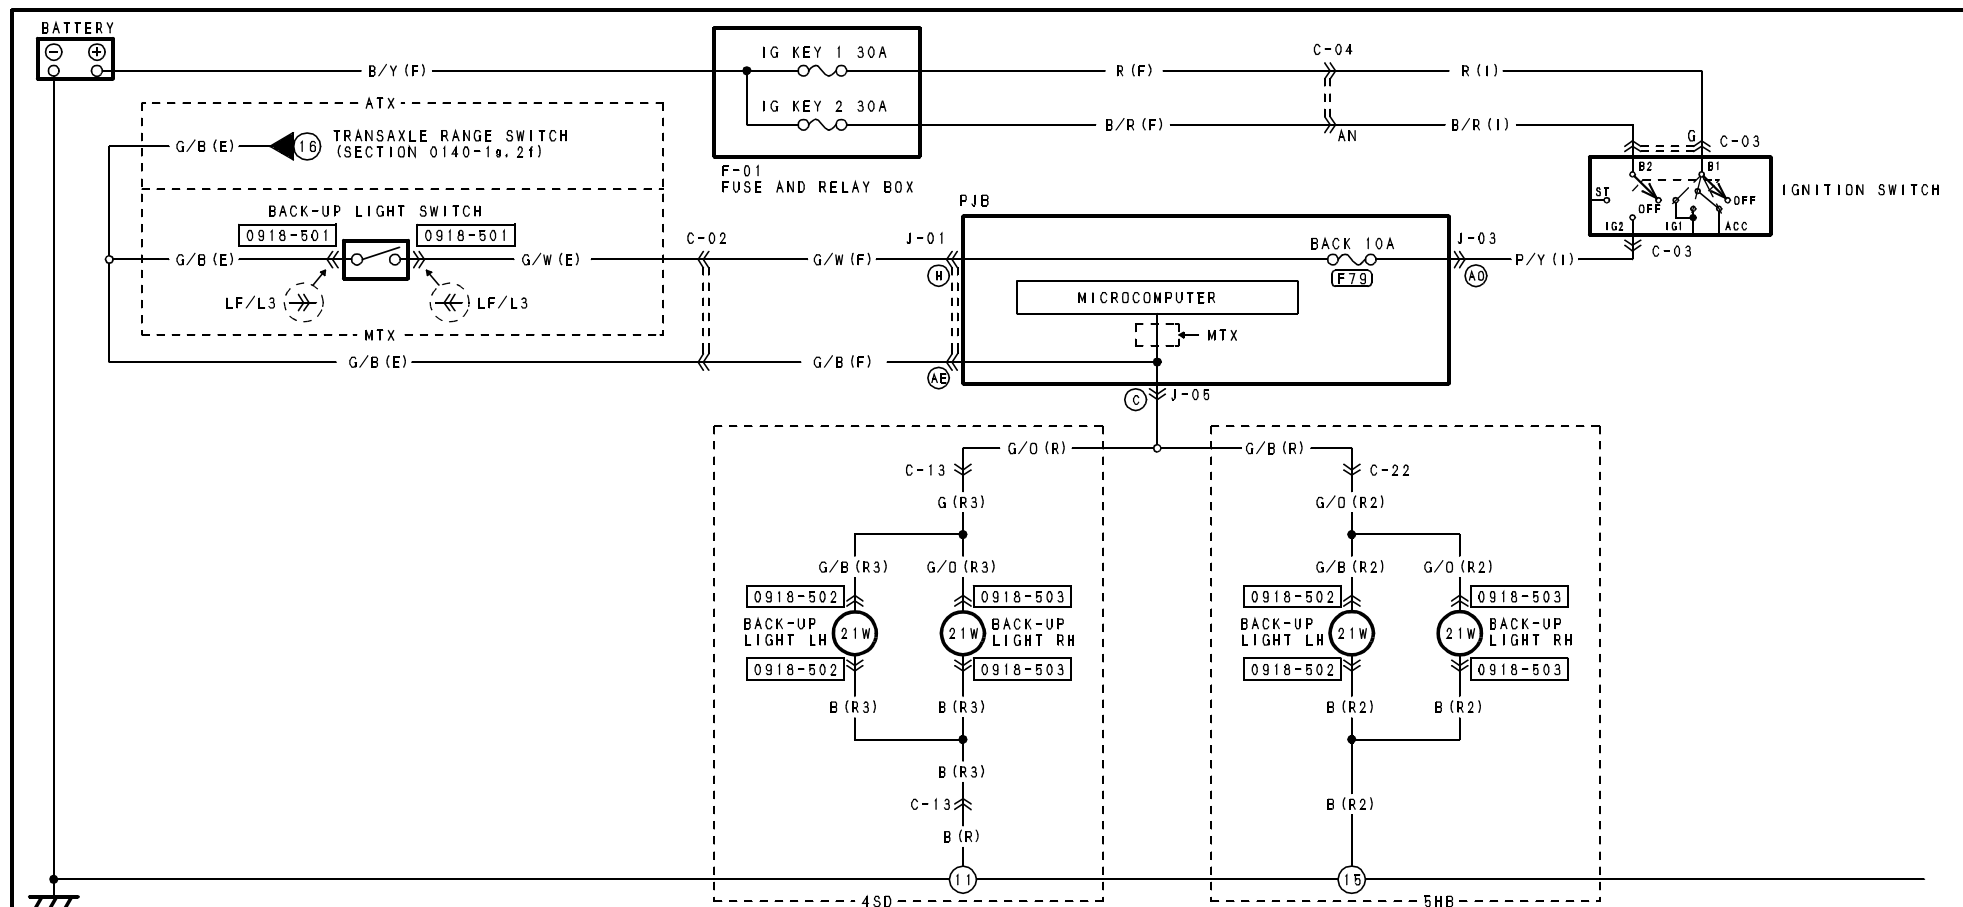 BATTERY
− +
B/Y (F)
IG KEY 1 30A
IG KEY 2 30A
F-01
FUSE AND RELAY BOX
R (F)
C-04
R (I)
B/R (F)
AN
B/R (I)
G
C-03
B2
B1
ST
OFF
OFF
IG2
IG1
ACC
IGNITION SWITCH
C-03
ATX
G/B (E)
16
TRANSAXLE RANGE SWITCH
(SECTION 0140-1g,2f)
BACK-UP LIGHT SWITCH
0918-501
0918-501
G/B (E)
G/W (E)
LF/L3
LF/L3
MTX
G/B (E)
C-02
G/W (F)
G/B (F)
J-01
H
AE
PJB
BACK 10A
F79
MICROCOMPUTER
MTX
J-03
AO
P/Y (I)
C
J-05
G/O (R)
G/B (R)
C-13
C-22
G (R3)
G/O (R2)
G/B (R3)
G/O (R3)
G/B (R2)
G/O (R2)
0918-502
0918-503
0918-502
0918-503
BACK-UP
LIGHT LH
21W
21W
BACK-UP
LIGHT RH
BACK-UP
LIGHT LH
21W
21W
BACK-UP
LIGHT RH
0918-502
0918-503
0918-502
0918-503
B (R3)
B (R3)
B (R2)
B (R2)
B (R3)
C-13
B (R2)
B (R)
11
15
4SD
5HB